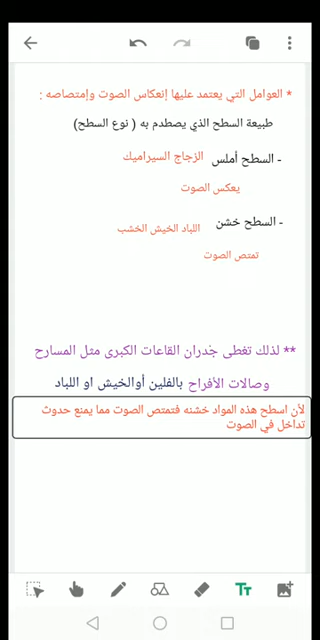 * العوامل التي يعتمد عليها إنعكاس الصوت وإمتصاصه :
طبيعة السطح الذي يصطدم به ( نوع السطح)
- السطح أملس الزجاج السيراميك
يعكس الصوت
- السطح خشن اللباد الخيش الخشب
تمتص الصوت
** لذلك تغطى جدران القاعات الكبرى مثل المسارح
وصالات الأفراح بالفلين أوالخيش او اللباد
لأن اسطح هذه المواد خشنه فتمتص الصوت مما يمنع حدوث
تداخل في الصوت
TT